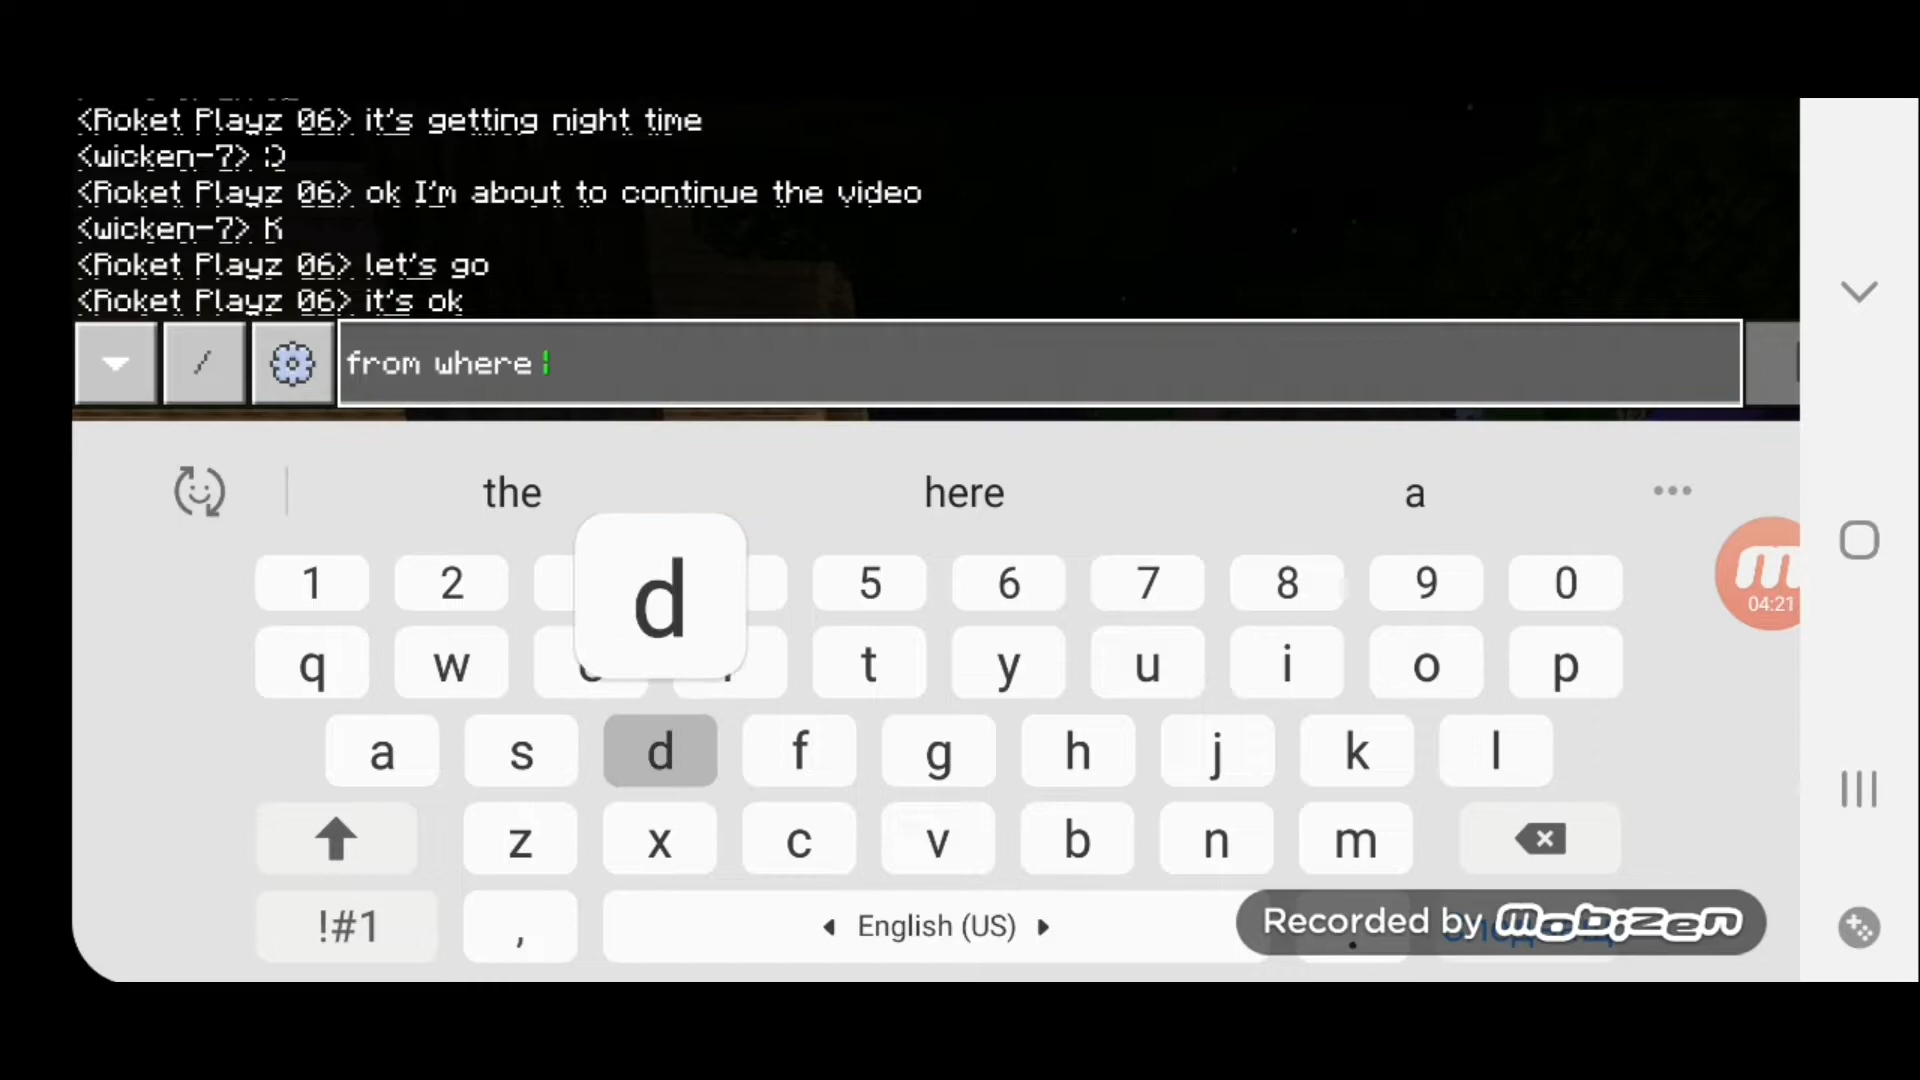 <Roket Playz 06> it's getting night time
<wicken-7> :D
<Roket Playz 06> ok I'm about to continue the video
<wicken-7> K
<Roket Playz 06> let's go
<Roket Playz 06> it's ok
/ from where
the here a
d
1 2 5 6 7 8 9 0
q w t y u i o p
a s d f g h j k l
z x c v b n m
!#1 , English (US) .
m
04:21
Recorded by mobizen